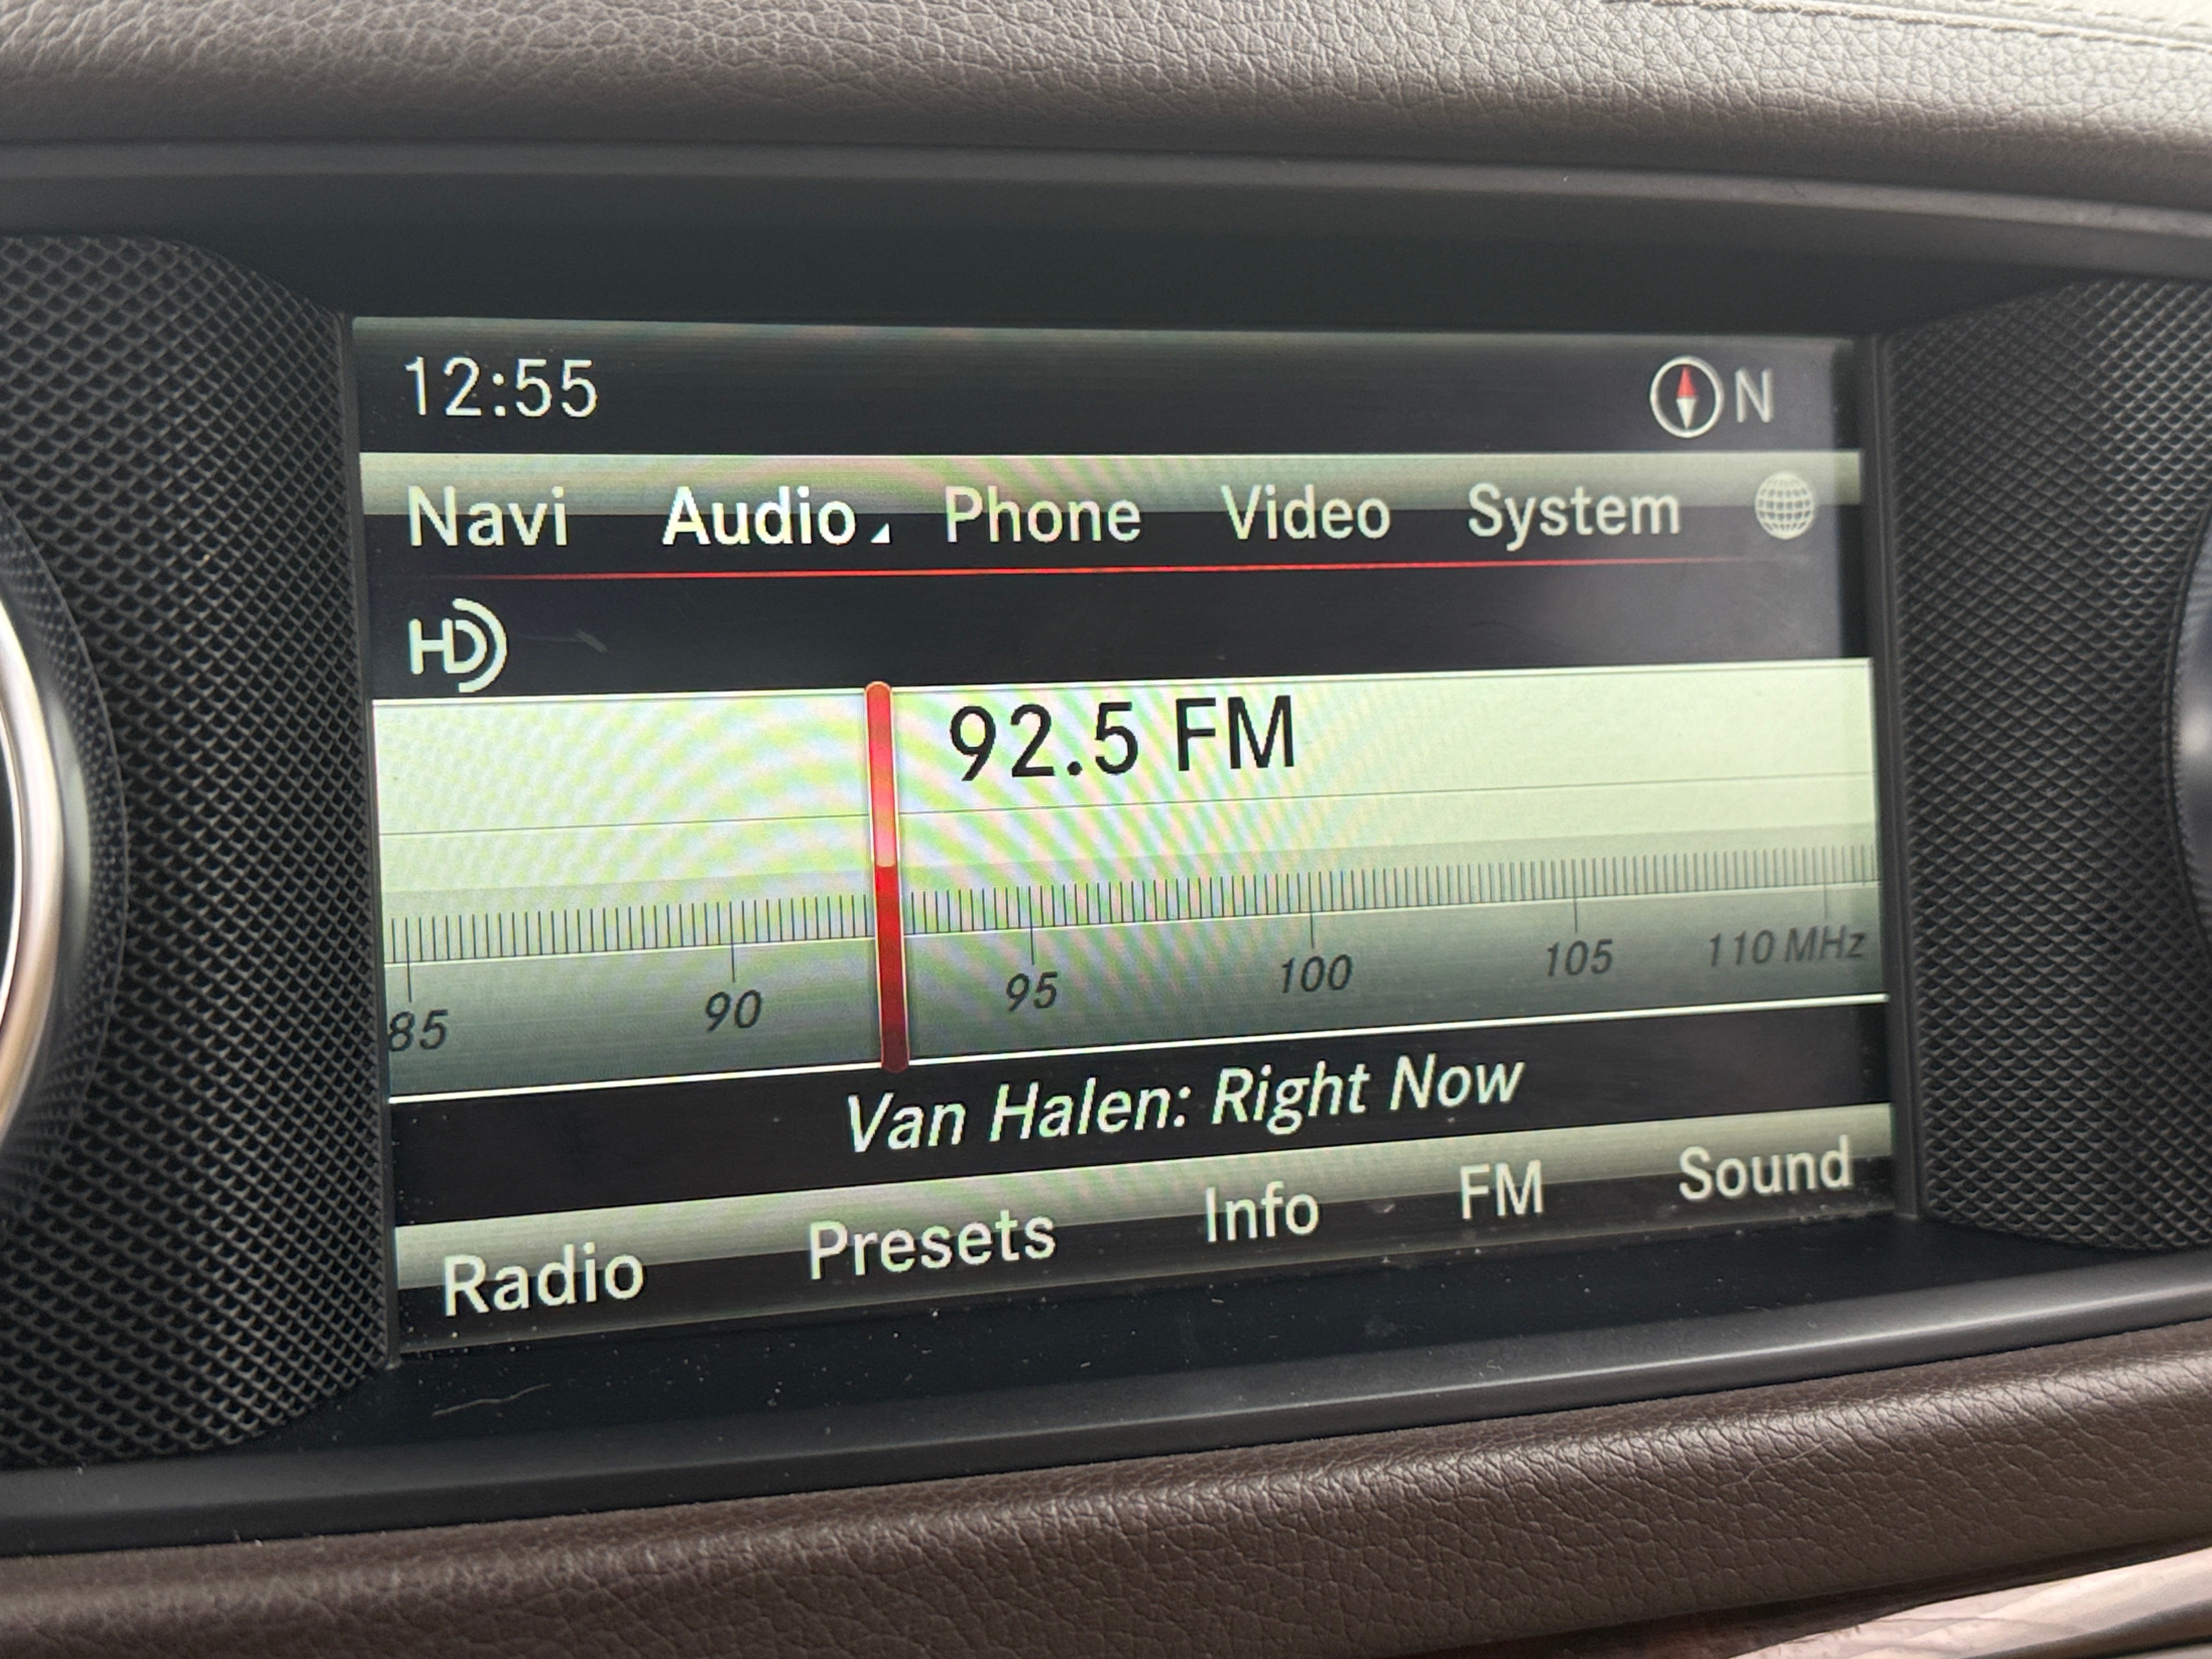 12:55 N
Navi Audio Phone Video System
HD
92.5 FM
85 90 95 100 105 110 MHz
Van Halen: Right Now
Radio Presets Info FM Sound